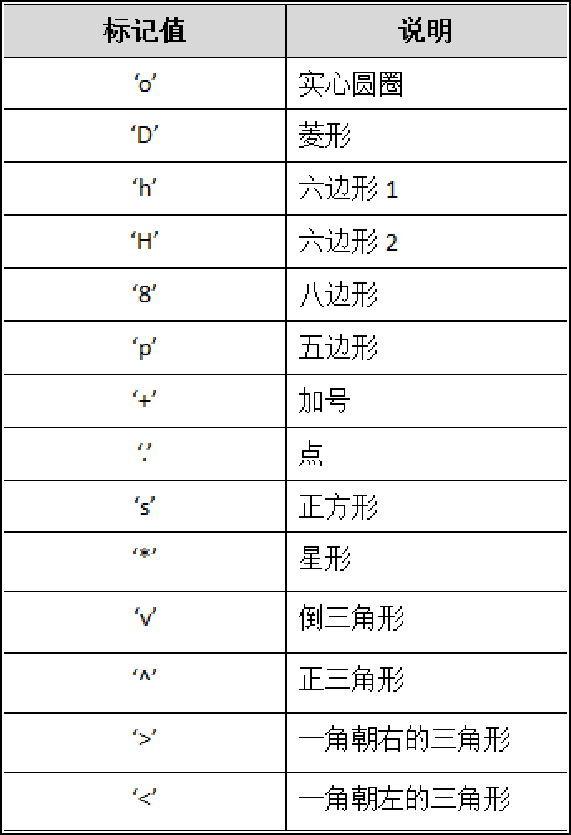 标记值 说明
‘o’ 实心圆圈
‘D’ 菱形
‘h’ 六边形 1
‘H’ 六边形 2
‘8’ 八边形
‘p’ 五边形
‘+’ 加号
‘.’ 点
‘s’ 正方形
‘*’ 星形
‘v’ 倒三角形
‘^’ 正三角形
‘>’ 一角朝右的三角形
‘<’ 一角朝左的三角形